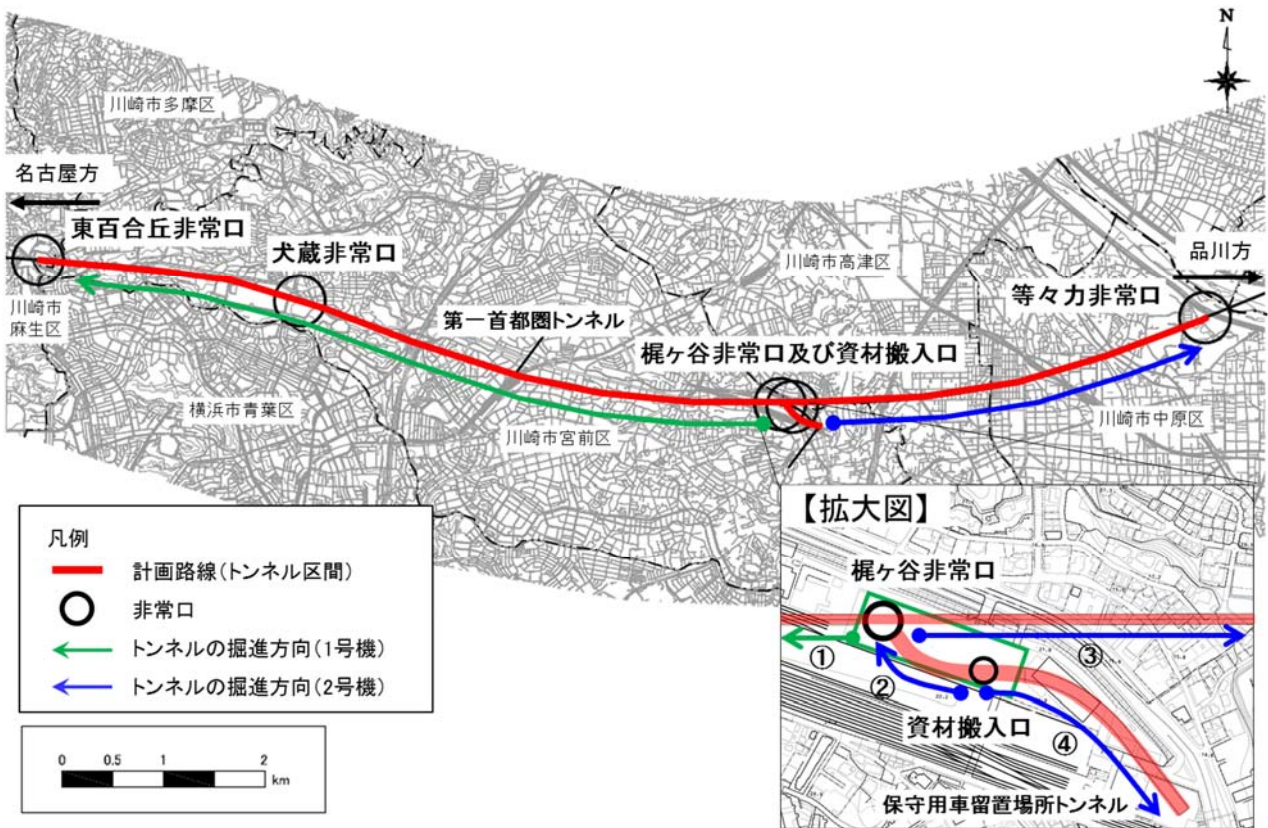 N
川崎市多摩区
名古屋方
東百合丘非常口
犬蔵非常口
川崎市高津区
品川方
等々力非常口
川崎市
麻生区
第一首都圏トンネル
梶ヶ谷非常口及び資材搬入口
横浜市青葉区
川崎市宮前区
川崎市中原区
凡例
計画路線(トンネル区間)
非常口
トンネルの掘進方向(1号機)
トンネルの掘進方向(2号機)
0 0.5 1 2
km
【拡大図】
梶ヶ谷非常口
①
②
③
資材搬入口
④
保守用車留置場所トンネル